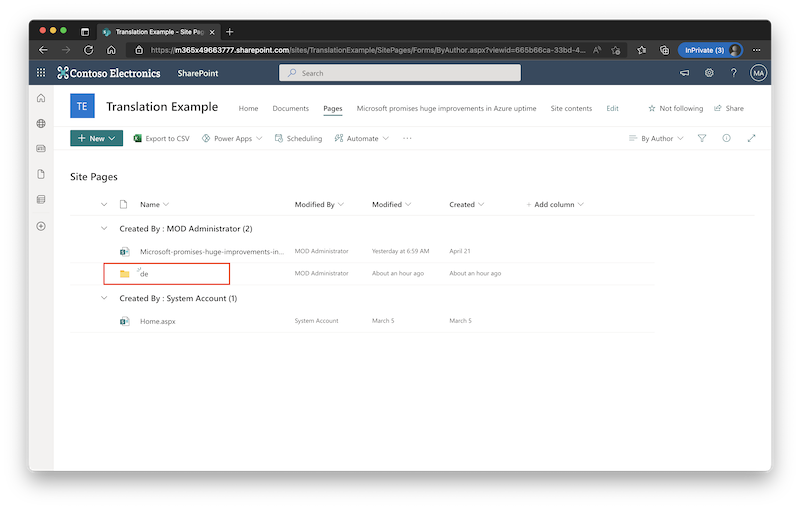 Translation Example - Site Pag
https://m365x49663777.sharepoint.com/sites/TranslationExample/SitePages/Forms/ByAuthor.aspx?viewid=665b66ca-33bd-4...
InPrivate (3)
Contoso Electronics
SharePoint
Search
MA
TE
Translation Example
Home
Documents
Pages
Microsoft promises huge improvements in Azure uptime
Site contents
Edit
Not following
Share
New
Export to CSV
Power Apps
Scheduling
Automate
By Author
Site Pages
Name
Modified By
Modified
Created
+ Add column
Created By : MOD Administrator (2)
Microsoft-promises-huge-improvements-in...
MOD Administrator
Yesterday at 6:59 AM
April 21
de
MOD Administrator
About an hour ago
About an hour ago
Created By : System Account (1)
Home.aspx
System Account
March 5
March 5